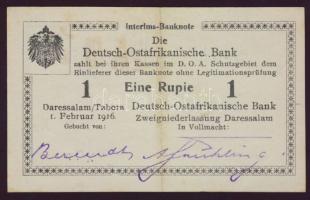 Interims-Banknote
Die
Deutsch-Ostafrikanische Bank
zahlt bei ihren Kassen im D. O. A. Schutzgebiet dem
Einlieferer dieser Banknote ohne Legitimationsprüfung
1 Eine Rupie 1
Daressalam/Tabora
1. Februar 1916.
Gebucht von:
Deutsch-Ostafrikanische Bank
Zweigniederlassung Daressalam
In Vollmacht:
Berendt